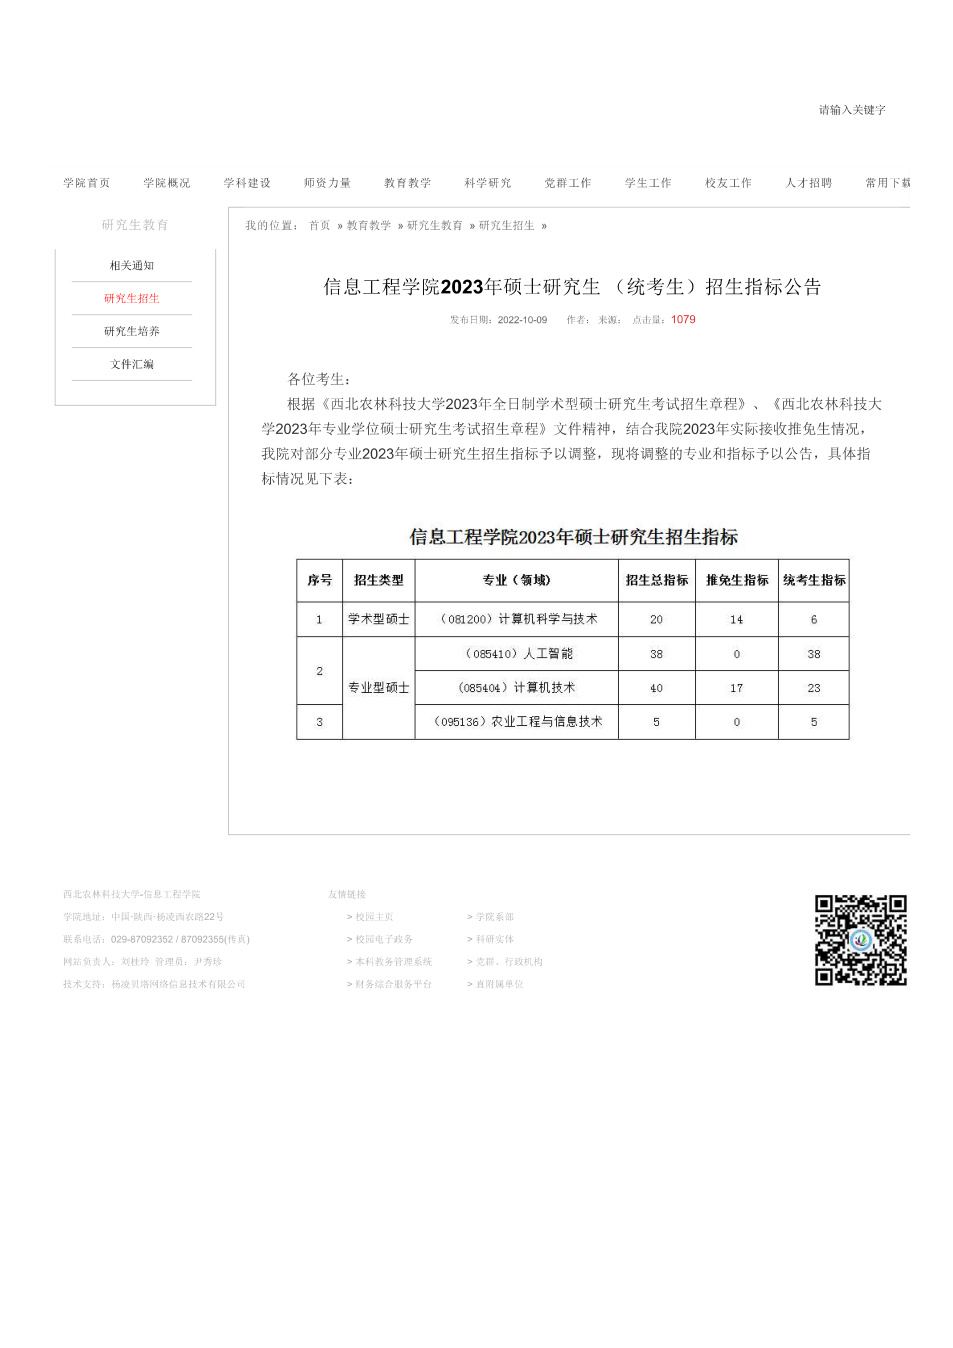 请输入关键字
学院首页 学院概况 学科建设 师资力量 教育教学 科学研究 党群工作 学生工作 校友工作 人才招聘 常用下载
研究生教育
相关通知
研究生招生
研究生培养
文件汇编
我的位置： 首页 » 教育教学 » 研究生教育 » 研究生招生 »
信息工程学院2023年硕士研究生 （统考生）招生指标公告
发布日期：2022-10-09 作者： 来源： 点击量：1079
各位考生：
根据《西北农林科技大学2023年全日制学术型硕士研究生考试招生章程》、《西北农林科技大
学2023年专业学位硕士研究生考试招生章程》文件精神，结合我院2023年实际接收推免生情况，
我院对部分专业2023年硕士研究生招生指标予以调整，现将调整的专业和指标予以公告，具体指
标情况见下表：
信息工程学院2023年硕士研究生招生指标
序号 招生类型 专业（领域） 招生总指标 推免生指标 统考生指标
1 学术型硕士 （081200）计算机科学与技术 20 14 6
2 专业型硕士 （085410）人工智能 38 0 38
（085404）计算机技术 40 17 23
3 （095136）农业工程与信息技术 5 0 5
西北农林科技大学-信息工程学院
学院地址：中国·陕西·杨凌西农路22号
联系电话：029-87092352 / 87092355(传真)
网站负责人：刘桂玲 管理员：尹秀珍
技术支持：杨凌贝塔网络信息技术有限公司
友情链接
> 校园主页 > 学院系部
> 校园电子政务 > 科研实体
> 本科教务管理系统 > 党群、行政机构
> 财务综合服务平台 > 直附属单位